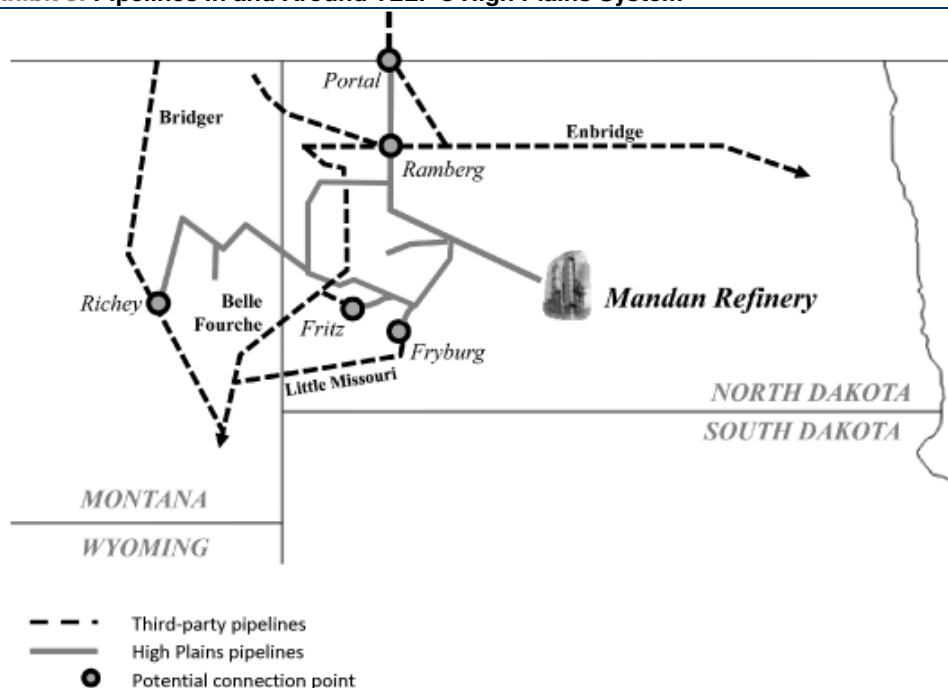 Pipelines in and Around TLLP's High Plains System
Portal
Bridger
Enbridge
Ramberg
Richey
Belle
Fourche
Fritz
Mandan Refinery
Fryburg
Little Missouri
NORTH DAKOTA
SOUTH DAKOTA
MONTANA
WYOMING
Third-party pipelines
High Plains pipelines
Potential connection point